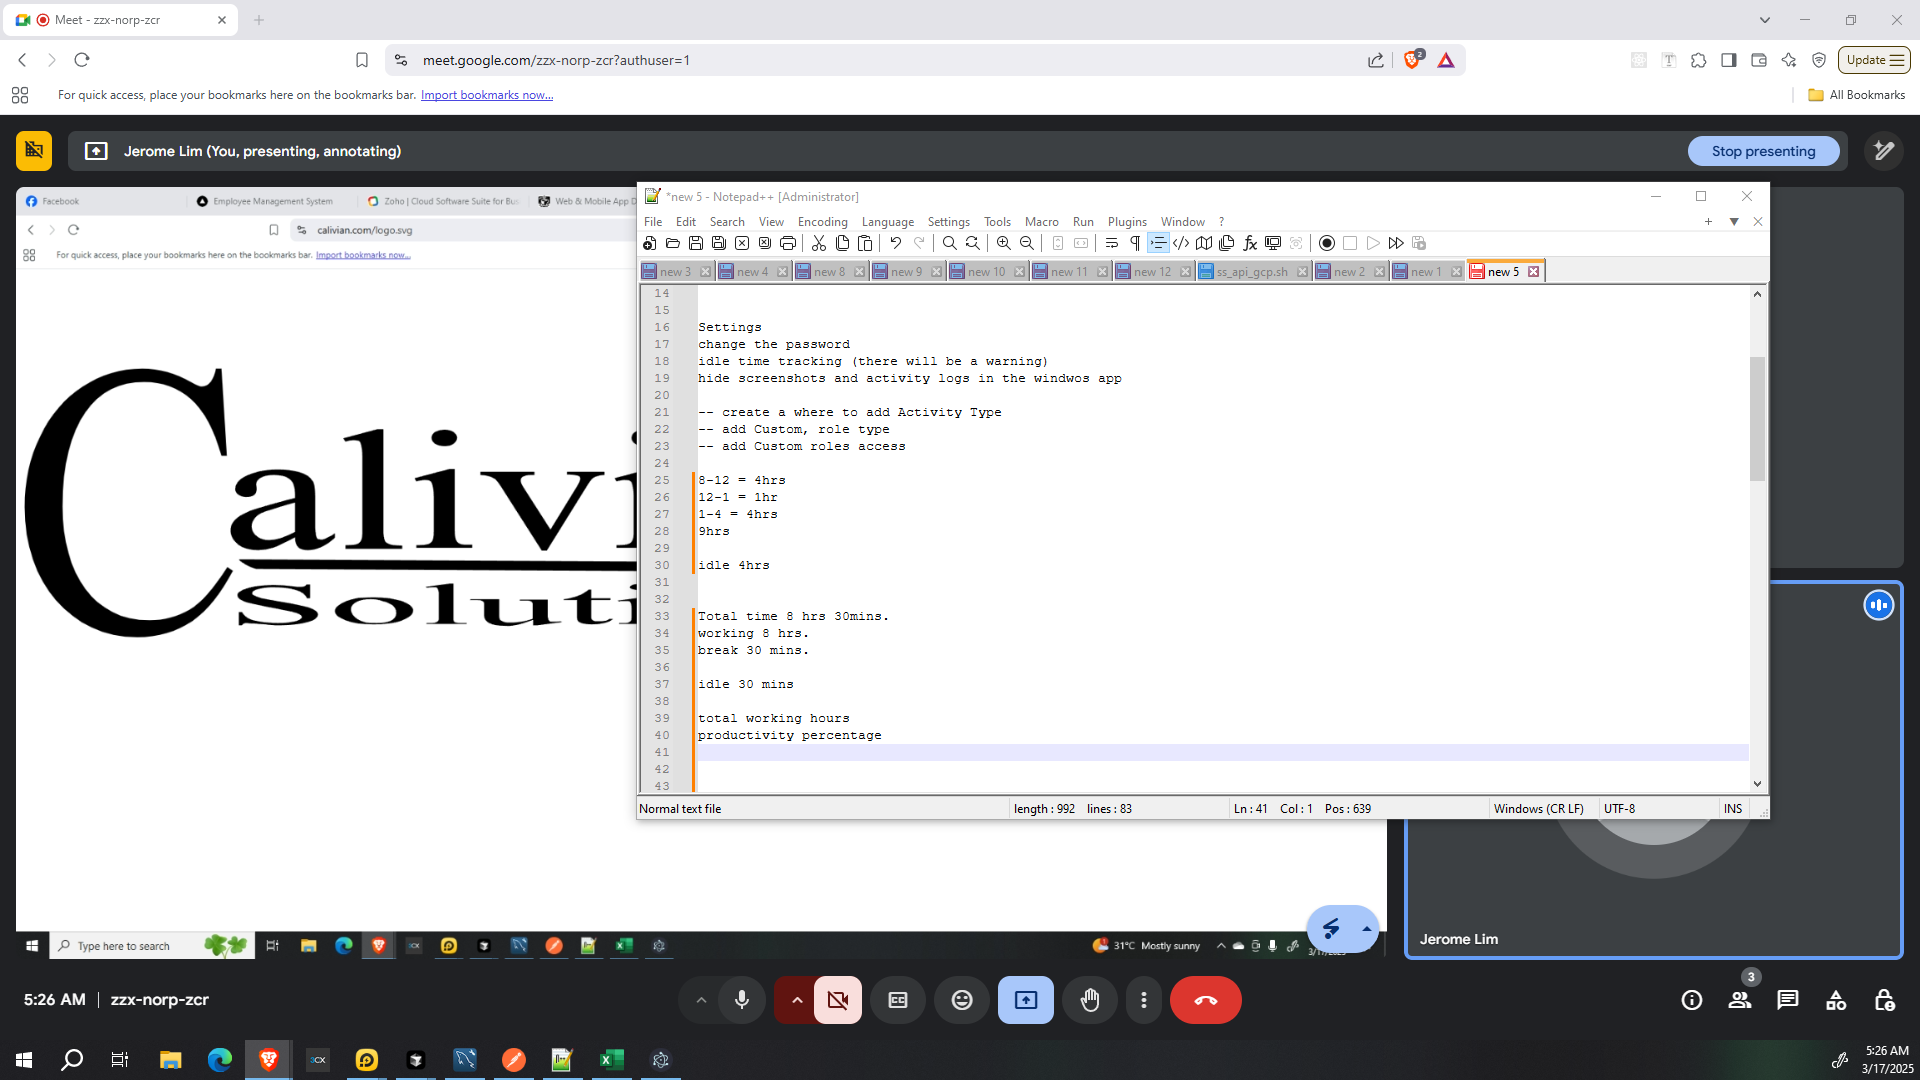 Meet - zzx-norp-zcr
meet.google.com/zzx-norp-zcr?authuser=1
2
Update
For quick access, place your bookmarks here on the bookmarks bar. Import bookmarks now...
All Bookmarks
Jerome Lim (You, presenting, annotating)
Stop presenting
Facebook
Employee Management System
Zoho | Cloud Software Suite for Bu
Web & Mobile App D
calivian.com/logo.svg
For quick access, place your bookmarks here on the bookmarks bar. Import bookmarks now...
Calivi
Soluti
*new 5 - Notepad++ [Administrator]
File Edit Search View Encoding Language Settings Tools Macro Run Plugins Window ?
new 3 new 4 new 8 new 9 new 10 new 11 new 12 ss_api_gcp.sh new 2 new 1 new 5
14
15
16 Settings
17 change the password
18 idle time tracking (there will be a warning)
19 hide screenshots and activity logs in the windwos app
20
21 -- create a where to add Activity Type
22 -- add Custom, role type
23 -- add Custom roles access
24
25 8-12 = 4hrs
26 12-1 = 1hr
27 1-4 = 4hrs
28 9hrs
29
30 idle 4hrs
31
32
33 Total time 8 hrs 30mins.
34 working 8 hrs.
35 break 30 mins.
36
37 idle 30 mins
38
39 total working hours
40 productivity percentage
41
42
43
Normal text file length : 992 lines : 83 Ln : 41 Col : 1 Pos : 639 Windows (CR LF) UTF-8 INS
Type here to search
31°C Mostly sunny
Jerome Lim
5:26 AM | zzx-norp-zcr
3
5:26 AM
3/17/2025